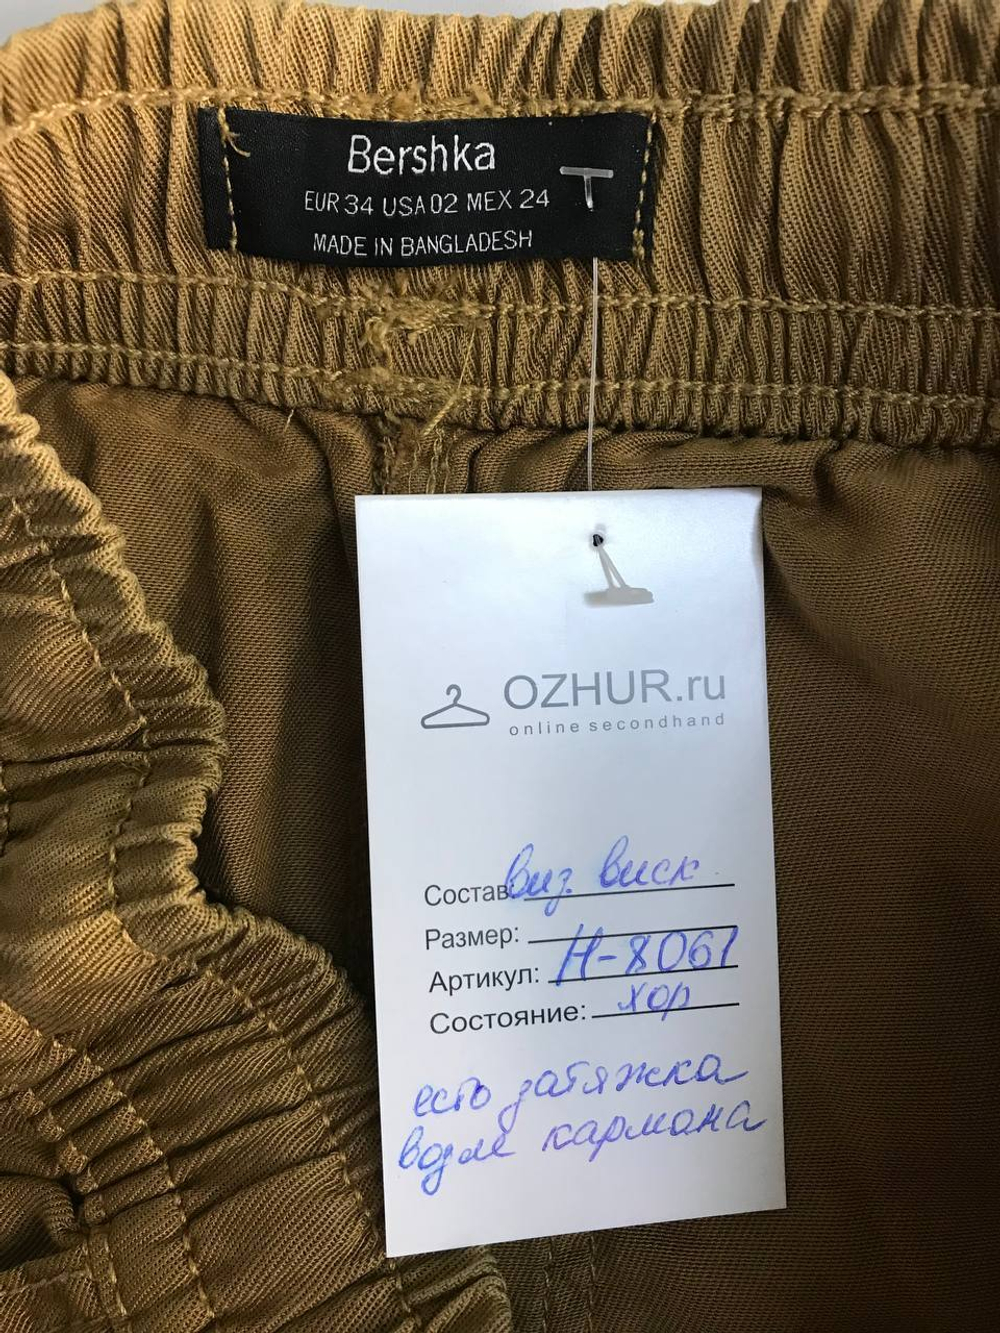 Bershka
EUR 34 USA 02 MEX 24
MADE IN BANGLADESH
OZHUR.ru
online secondhand
Состав: виз. виск.
Размер:
Артикул: H-8061
Состояние: хор
есть затяжка
возле кармана